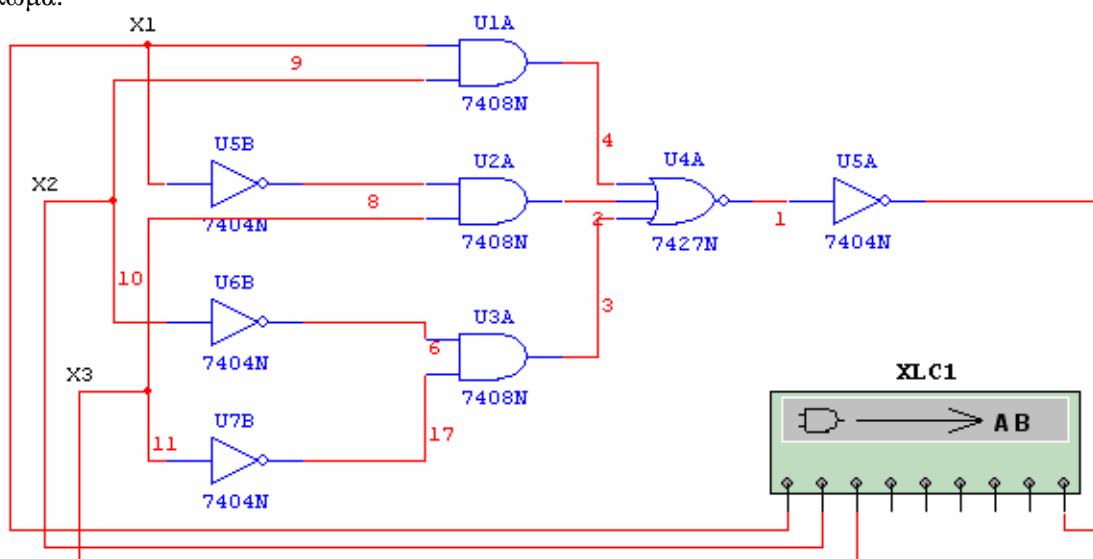 X1
U1A
9
7408N
4
U5B
U2A
U4A
U5A
X2
8
2
1
7404N
7408N
7427N
7404N
10
U6B
3
U3A
6
7404N
X3
7408N
XLC1
U7B
11
17
AB
7404N